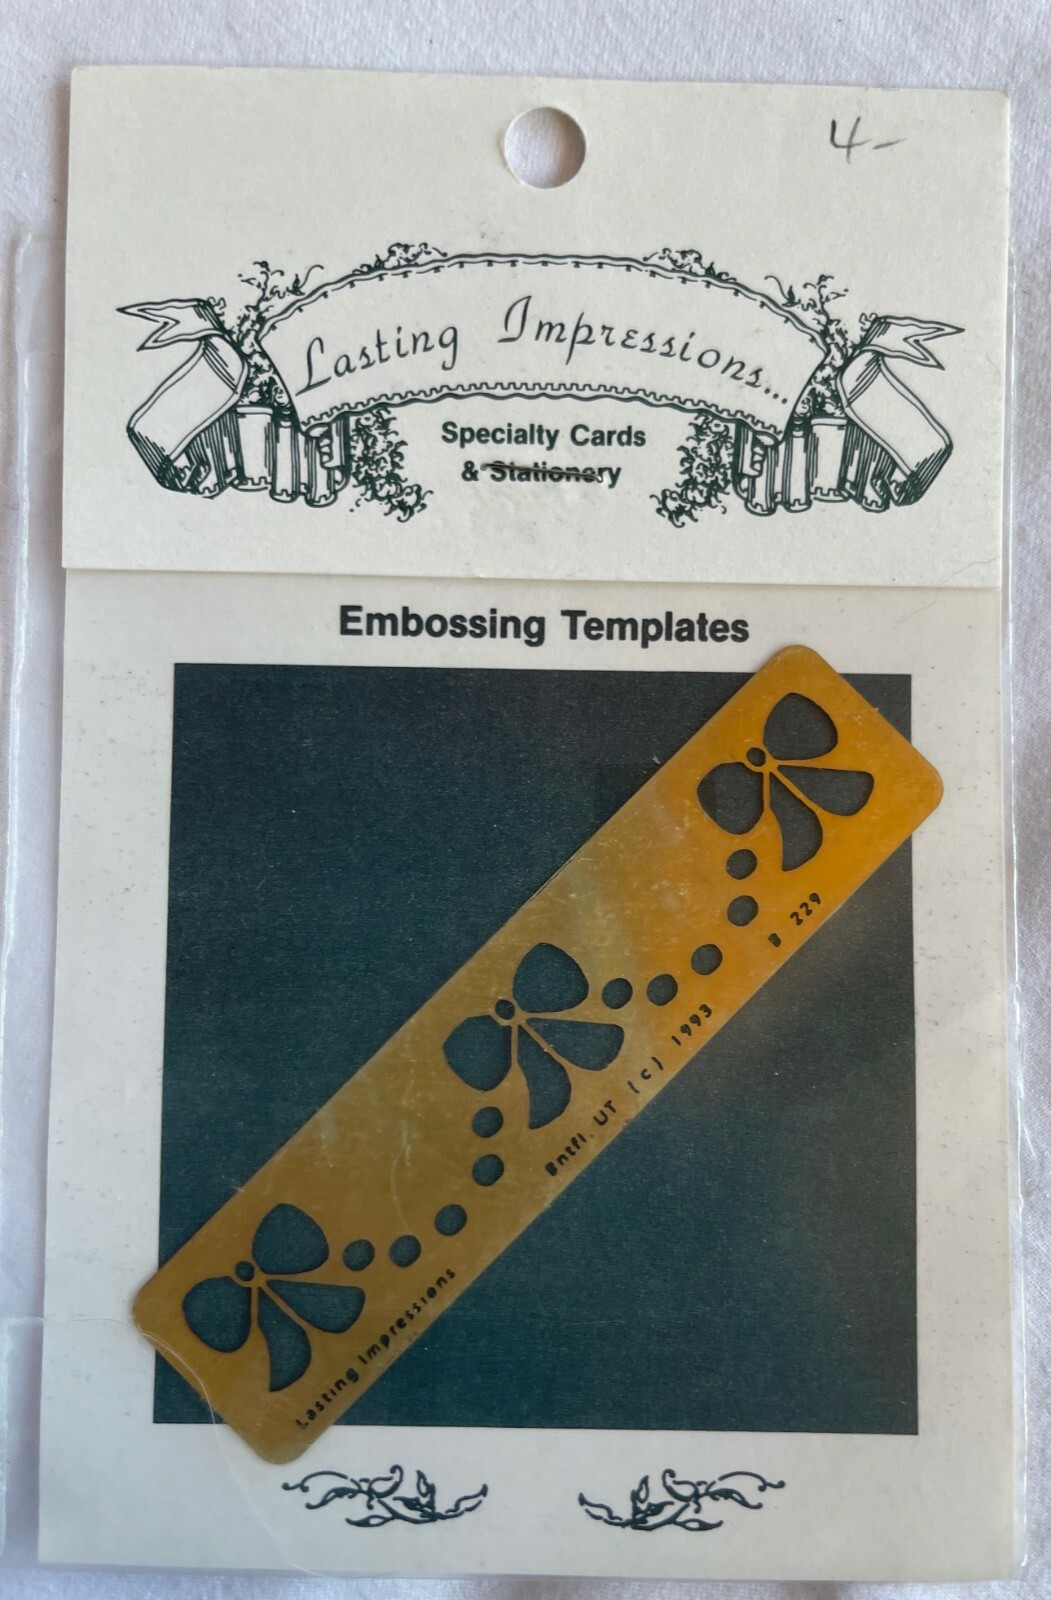 4-
Lasting Impressions...
Specialty Cards
& Stationery
Embossing Templates
B 229
Bntfl, UT (c) 1993
Lasting Impressions